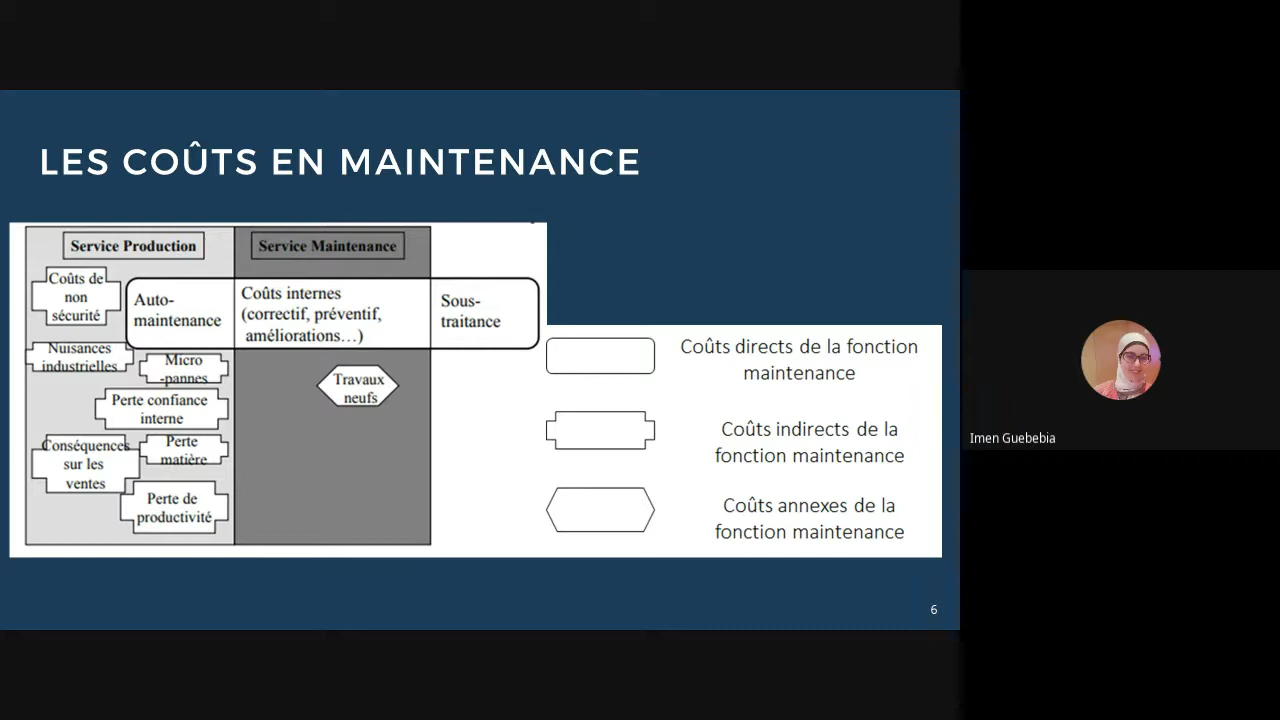 LES COÛTS EN MAINTENANCE
Service Production
Service Maintenance
Coûts de
non
sécurité
Auto-
maintenance
Coûts internes
(correctif, préventif,
améliorations…)
Sous-
traitance
Nuisances
industrielles
Micro
-pannes
Travaux
neufs
Perte confiance
interne
Conséquences
sur les
ventes
Perte
matière
Perte de
productivité
Coûts directs de la fonction
maintenance
Coûts indirects de la
fonction maintenance
Coûts annexes de la
fonction maintenance
6
Imen Guebebia